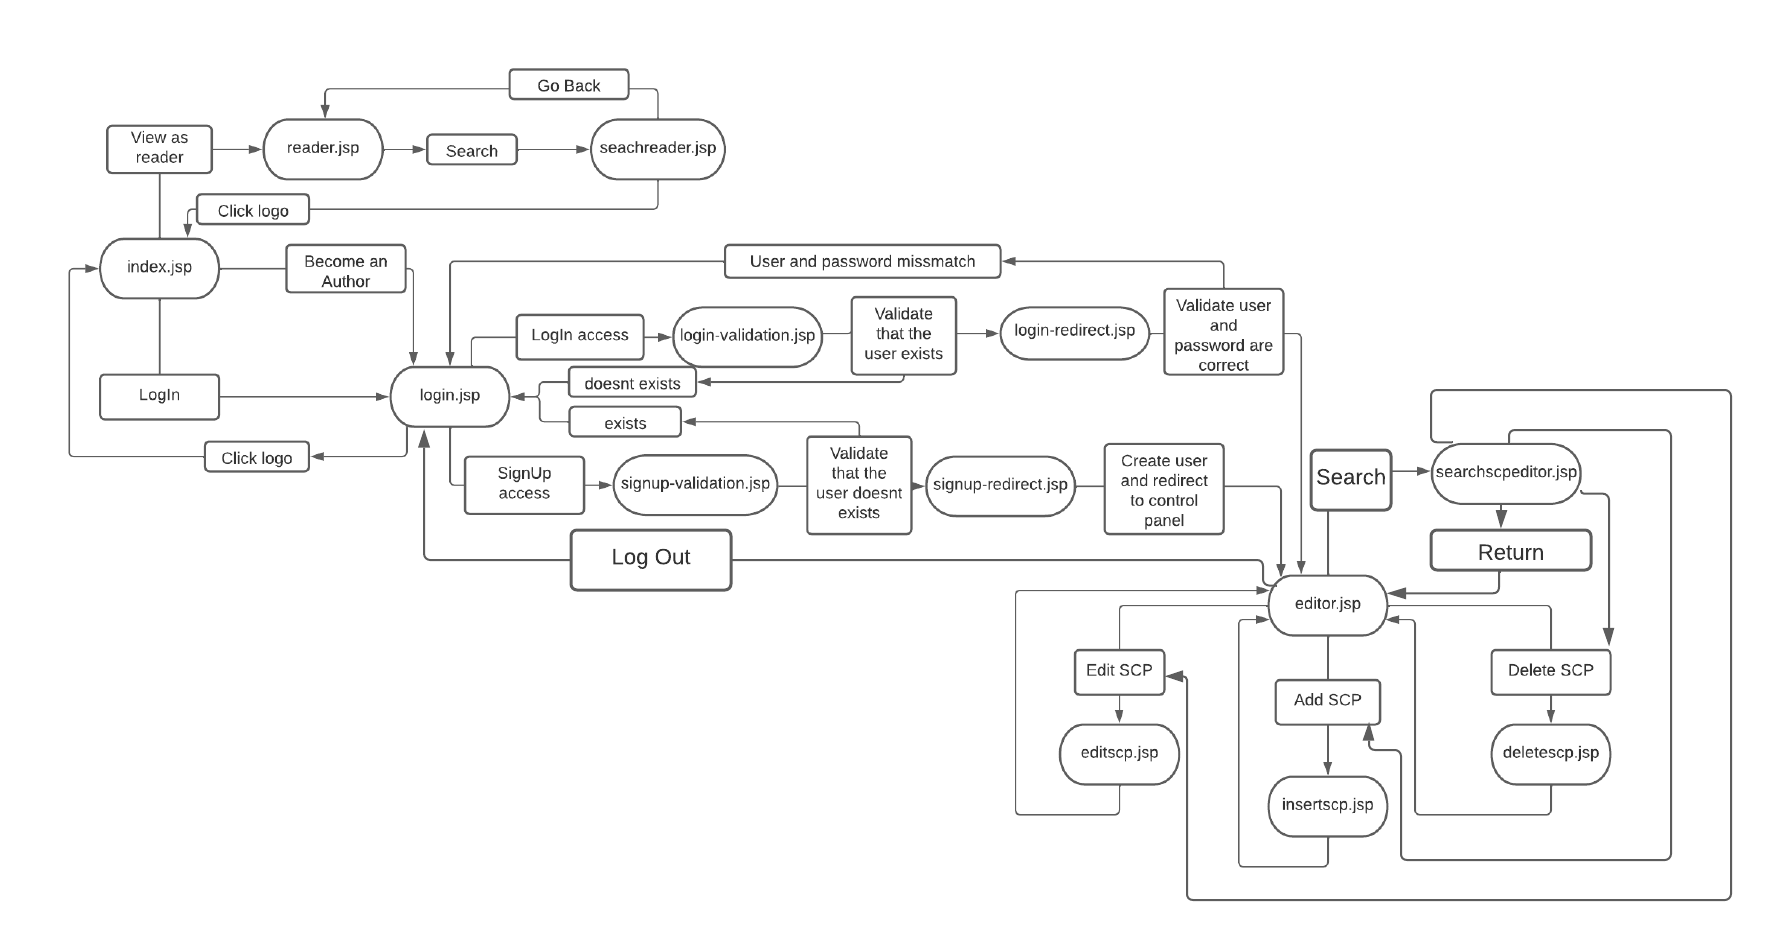 Go Back
View as
reader
reader.jsp
Search
seachreader.jsp
Click logo
index.jsp
Become an
Author
User and password missmatch
LogIn access
login-validation.jsp
Validate
that the
user exists
login-redirect.jsp
Validate user
and
password are
correct
LogIn
login.jsp
doesnt exists
exists
Click logo
SignUp
access
signup-validation.jsp
Validate
that the
user doesnt
exists
signup-redirect.jsp
Create user
and redirect
to control
panel
Search
searchscpeditor.jsp
Log Out
Return
editor.jsp
Edit SCP
Add SCP
Delete SCP
editscp.jsp
insertscp.jsp
deletescp.jsp